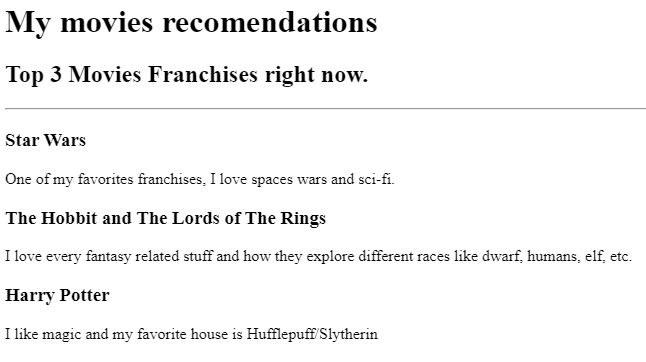 My movies recomendations
Top 3 Movies Franchises right now.
Star Wars
One of my favorites franchises, I love spaces wars and sci-fi.
The Hobbit and The Lords of The Rings
I love every fantasy related stuff and how they explore different races like dwarf, humans, elf, etc.
Harry Potter
I like magic and my favorite house is Hufflepuff/Slytherin